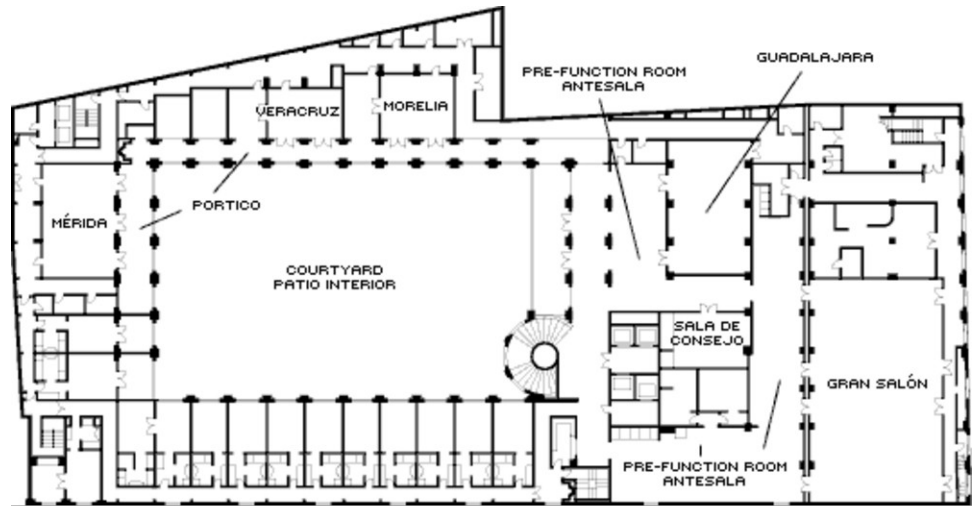 GUADALAJARA
PRE-FUNCTION ROOM
ANTESALA
VERACRUZ
MORELIA
PORTICO
MÉRIDA
COURTYARD
PATIO INTERIOR
SALA DE
CONSEJO
GRAN SALÓN
PRE-FUNCTION ROOM
ANTESALA